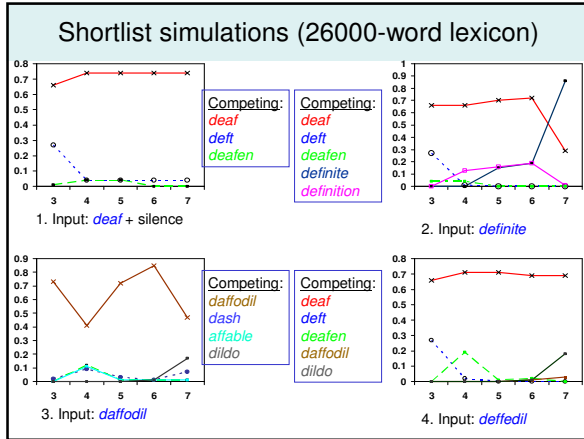 Shortlist simulations (26000-word lexicon)
0.8
0.7
0.6
0.5
0.4
0.3
0.2
0.1
0
3 4 5 6 7
1. Input: deaf + silence
Competing:
deaf
deft
deafen
Competing:
deaf
deft
deafen
definite
definition
1
0.9
0.8
0.7
0.6
0.5
0.4
0.3
0.2
0.1
0
3 4 5 6 7
2. Input: definite
0.9
0.8
0.7
0.6
0.5
0.4
0.3
0.2
0.1
0
3 4 5 6 7
3. Input: daffodil
Competing:
daffodil
dash
affable
dildo
Competing:
deaf
deft
deafen
daffodil
dildo
0.8
0.7
0.6
0.5
0.4
0.3
0.2
0.1
0
3 4 5 6 7
4. Input: deffedil